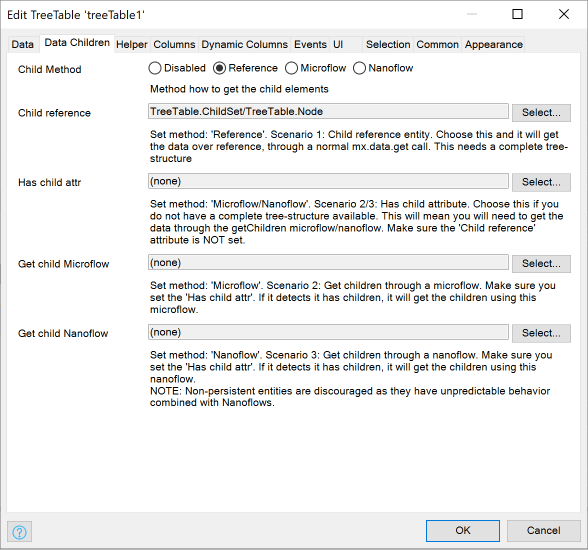 Edit TreeTable 'treeTable1'
Data Data Children Helper Columns Dynamic Columns Events UI Selection Common Appearance
Child Method Disabled Reference Microflow Nanoflow
Method how to get the child elements
Child reference TreeTable.ChildSet/TreeTable.Node Select...
Set method: 'Reference'. Scenario 1: Child reference entity. Choose this and it will get
the data over reference, through a normal mx.data.get call. This needs a complete tree-
structure
Has child attr (none) Select...
Set method: 'Microflow/Nanoflow'. Scenario 2/3: Has child attribute. Choose this if you
do not have a complete tree-structure available. This will mean you will need to get the
data through the getChildren microflow/nanoflow. Make sure the 'Child reference'
attribute is NOT set.
Get child Microflow (none) Select...
Set method: 'Microflow'. Scenario 2: Get children through a microflow. Make sure you
set the 'Has child attr'. If it detects it has children, it will get the children using this
microflow.
Get child Nanoflow (none) Select...
Set method: 'Nanoflow'. Scenario 3: Get children through a nanoflow. Make sure you
set the 'Has child attr'. If it detects it has children, it will get the children using this
nanoflow.
NOTE: Non-persistent entities are discouraged as they have unpredictable behavior
combined with Nanoflows.
? OK Cancel